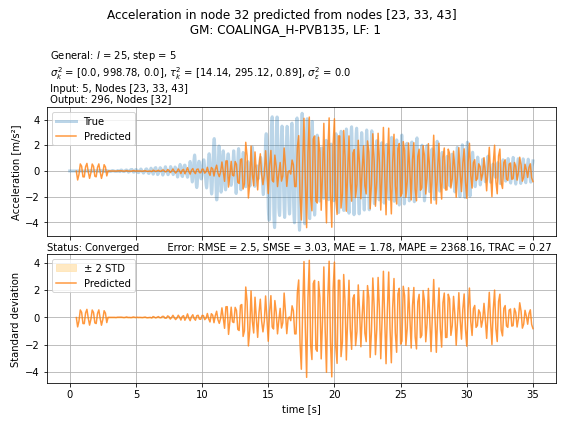 Acceleration in node 32 predicted from nodes [23, 33, 43]
GM: COALINGA_H-PVB135, LF: 1
General: l = 25, step = 5
σ²ₖ = [0.0, 998.78, 0.0], τ²ₖ = [14.14, 295.12, 0.89], σ²ε = 0.0
Input: 5, Nodes [23, 33, 43]
Output: 296, Nodes [32]
Acceleration [m/s²]
4
2
0
−2
−4
True
Predicted
Status: Converged
Error: RMSE = 2.5, SMSE = 3.03, MAE = 1.78, MAPE = 2368.16, TRAC = 0.27
Standard deviation
4
2
0
−2
−4
± 2 STD
Predicted
0 5 10 15 20 25 30 35
time [s]